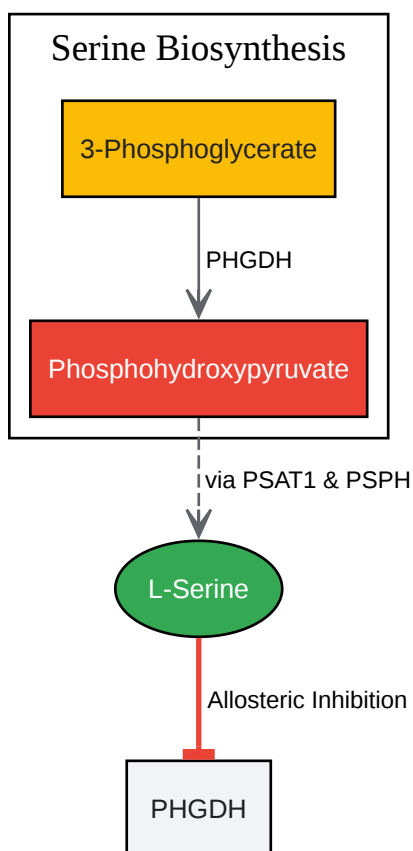 Serine Biosynthesis
3-Phosphoglycerate
PHGDH
Phosphohydroxypyruvate
via PSAT1 & PSPH
L-Serine
Allosteric Inhibition
PHGDH